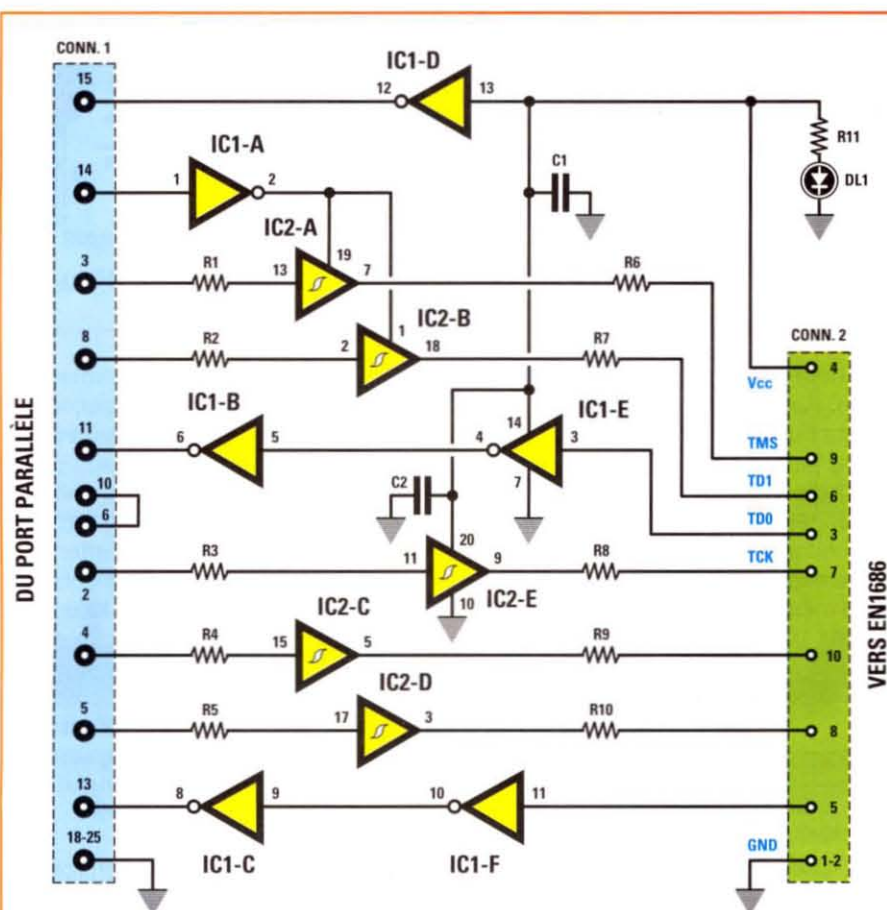 CONN. 1
15
12
IC1-D
13
R11
DL1
14
1
IC1-A
2
C1
IC2-A
3
R1
13
19
7
R6
IC2-B
8
R2
2
1
18
R7
CONN. 2
4
Vcc
IC1-B
11
6
5
4
14
IC1-E
3
7
TMS
9
TD1
6
TD0
3
TCK
7
10
6
C2
20
2
R3
11
9
R8
10
IC2-E
IC2-C
4
R4
15
5
R9
10
IC2-D
5
R5
17
3
R10
8
13
8
9
10
11
5
IC1-C
IC1-F
18-25
GND
1-2
DU PORT PARALLÈLE
VERS EN1686